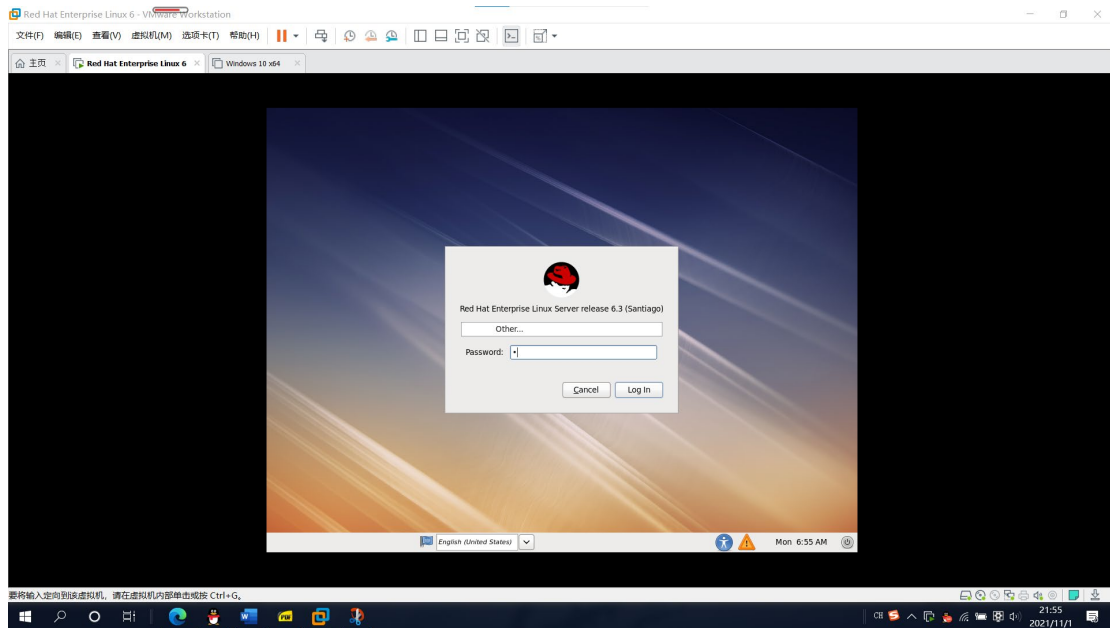 Red Hat Enterprise Linux 6 - VMware Workstation
文件(F) 编辑(E) 查看(V) 虚拟机(M) 选项卡(T) 帮助(H)
主页 Red Hat Enterprise Linux 6 Windows 10 x64
Red Hat Enterprise Linux Server release 6.3 (Santiago)
Other...
Password:
Cancel Log In
English (United States) Mon 6:55 AM
要将输入定向到该虚拟机，请在虚拟机内部单击或按 Ctrl+G。
CH 21:55
2021/11/1